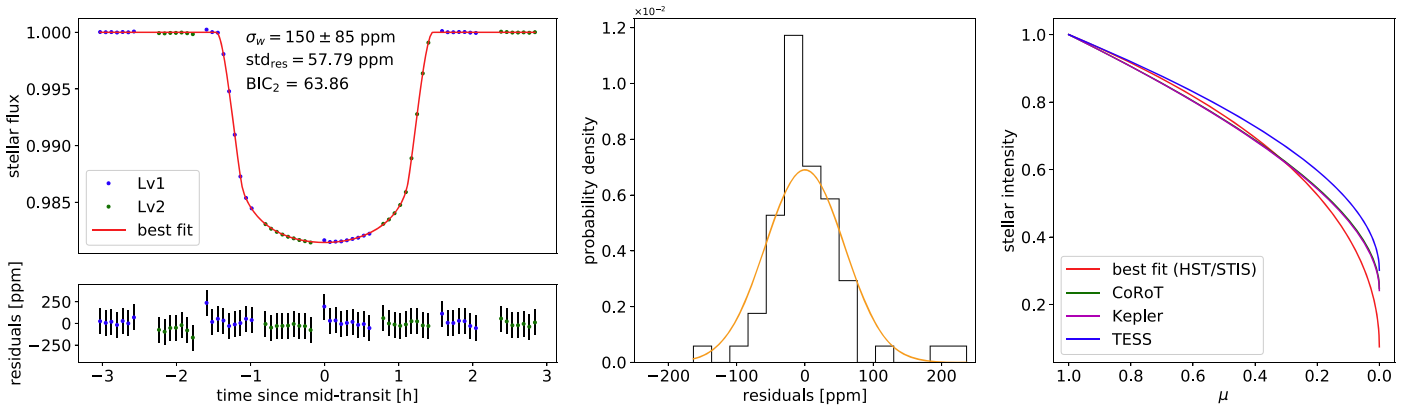 1.000
0.995
0.990
0.985
stellar flux
σw = 150 ± 85 ppm
stdres = 57.79 ppm
BIC2 = 63.86
Lv1
Lv2
best fit
250
0
−250
residuals [ppm]
−3 −2 −1 0 1 2 3
time since mid-transit [h]
×10⁻²
1.2
1.0
0.8
0.6
0.4
0.2
0.0
probability density
−200 −100 0 100 200
residuals [ppm]
1.0
0.8
0.6
0.4
0.2
stellar intensity
best fit (HST/STIS)
CoRoT
Kepler
TESS
1.0 0.8 0.6 0.4 0.2 0.0
μ